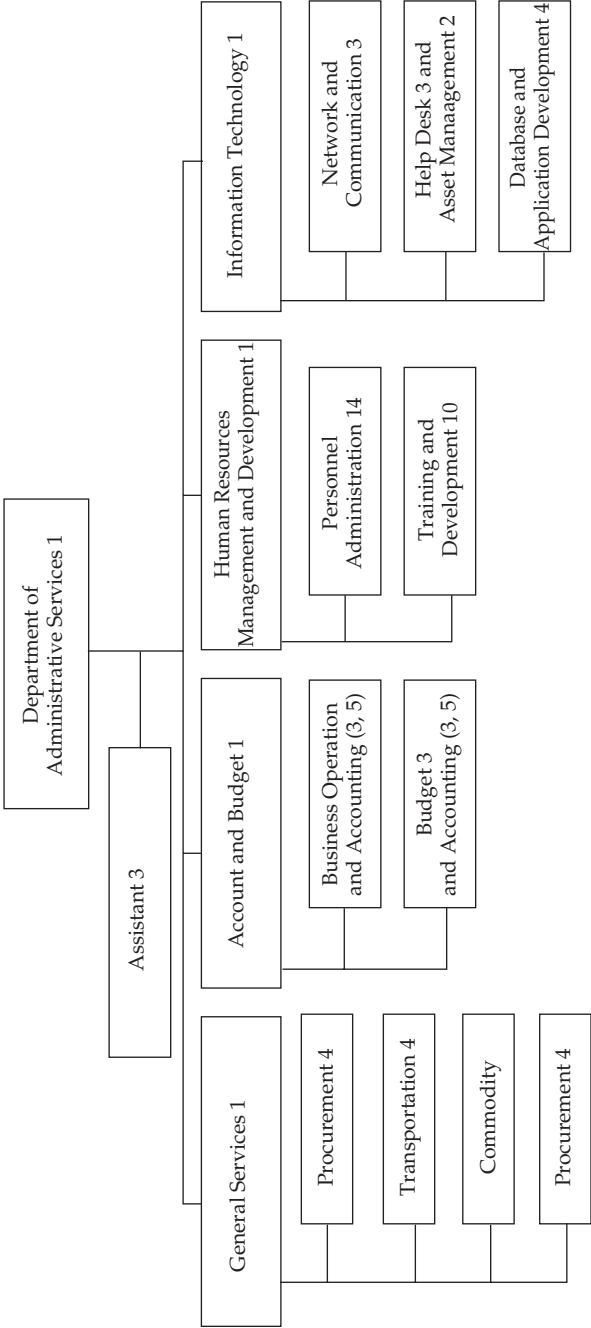 Department of
Administrative Services 1
Assistant 3
General Services 1
Procurement 4
Transportation 4
Commodity
Procurement 4
Account and Budget 1
Business Operation
and Accounting (3, 5)
Budget 3
and Accounting (3, 5)
Human Resources
Management and Development 1
Personnel
Administration 14
Training and
Development 10
Information Technology 1
Network and
Communication 3
Help Desk 3 and
Asset Manaagement 2
Database and
Application Development 4